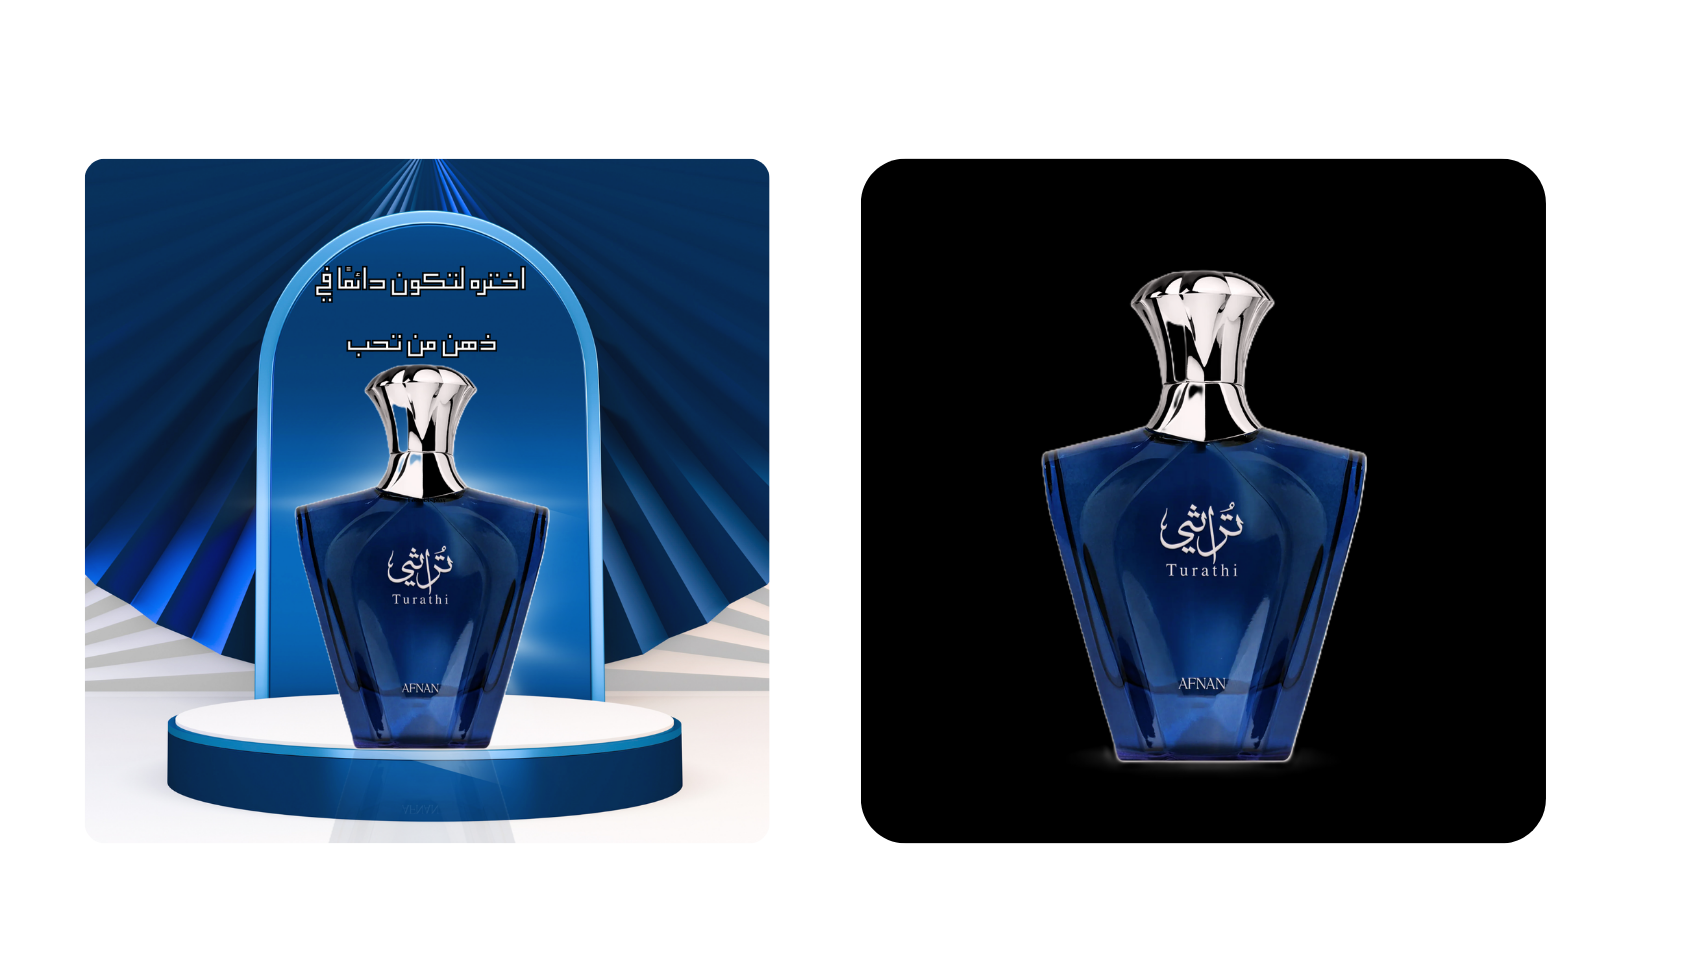 اختره لتكون دائمًا في
ذهن من تحب
تُراثي
Turathi
AFNAN
تُراثي
Turathi
AFNAN